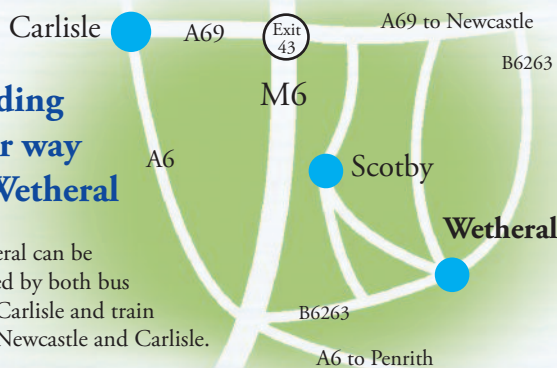 Carlisle
A69
Exit
43
A69 to Newcastle
B6263
M6
ding
r way
Wetheral
A6
Scotby
Wetheral
eral can be
ed by both bus
Carlisle and train
Newcastle and Carlisle.
B6263
A6 to Penrith